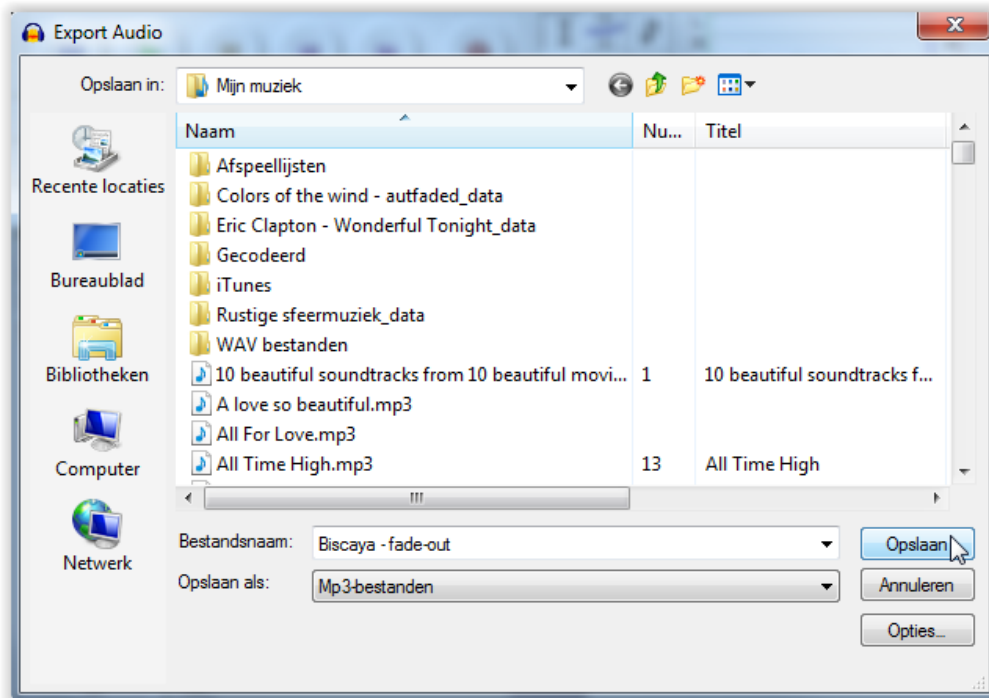 Export Audio
Opslaan in:
Mijn muziek
Naam
Nu...
Titel
Recente locaties
Bureaublad
Bibliotheken
Computer
Netwerk
Afspeellijsten
Colors of the wind - autfaded_data
Eric Clapton - Wonderful Tonight_data
Gecodeerd
iTunes
Rustige sfeermuziek_data
WAV bestanden
10 beautiful soundtracks from 10 beautiful movi... 1 10 beautiful soundtracks f...
A love so beautiful.mp3
All For Love.mp3
All Time High.mp3 13 All Time High
Bestandsnaam: Biscaya - fade-out Opslaan
Opslaan als: Mp3-bestanden Annuleren
Opties...